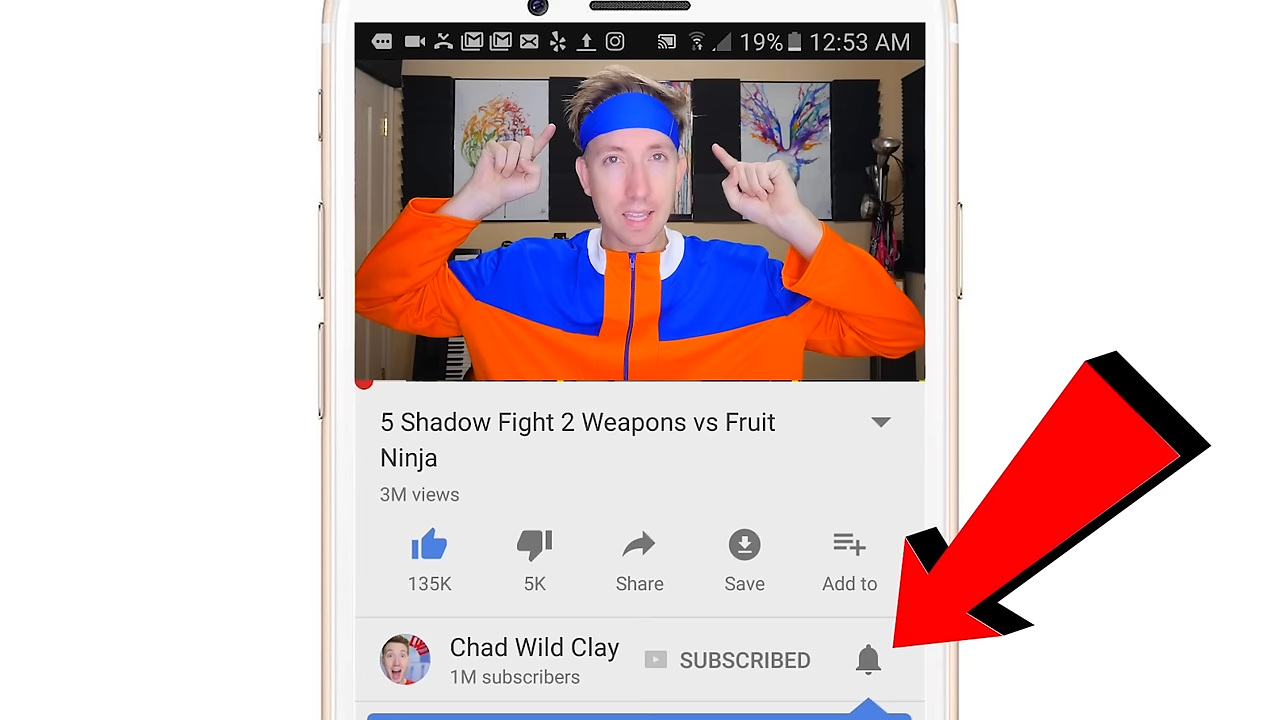 19% 12:53 AM
5 Shadow Fight 2 Weapons vs Fruit
Ninja
3M views
135K 5K Share Save Add to
Chad Wild Clay
SUBSCRIBED
1M subscribers